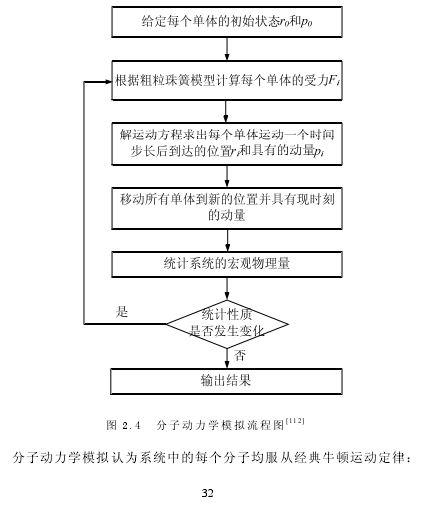 给定每个单体的初始状态r0和p0
根据粗粒珠簧模型计算每个单体的受力Fi
解运动方程求出每个单体运动一个时间
步长后到达的位置ri和具有的动量pi
移动所有单体到新的位置并具有现时刻
的动量
统计系统的宏观物理量
是
统计性质
是否发生变化
否
输出结果
图 2.4 分子动力学模拟流程图[112]
分子动力学模拟认为系统中的每个分子均服从经典牛顿运动定律：
32